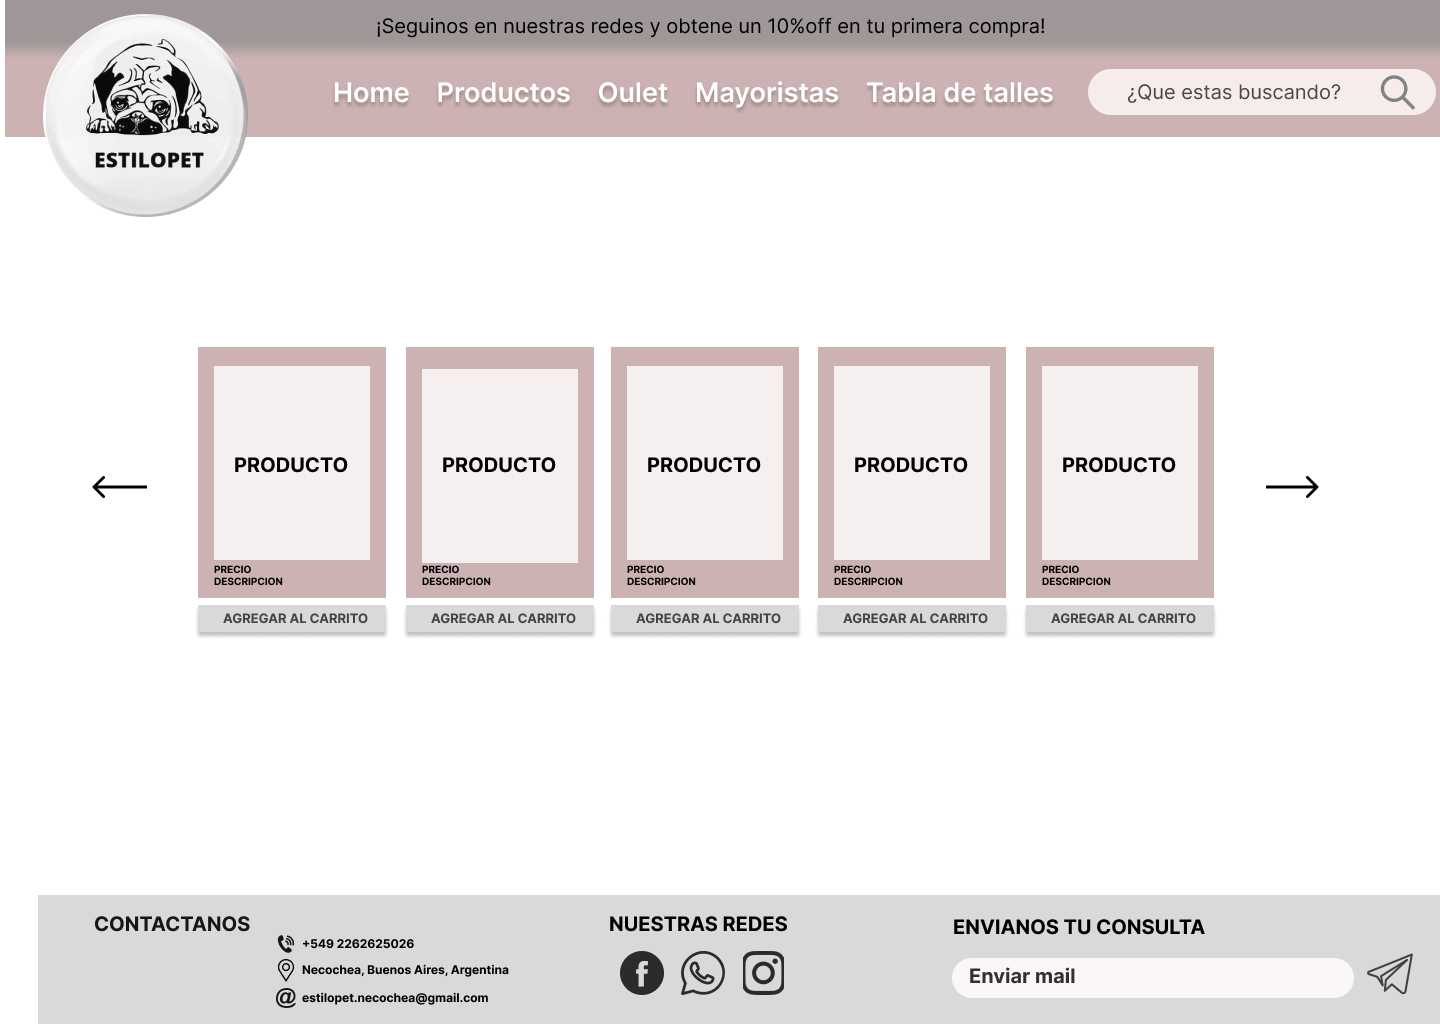 ¡Seguinos en nuestras redes y obtene un 10%off en tu primera compra!
Home Productos Oulet Mayoristas Tabla de talles ¿Que estas buscando?
ESTILOPET
PRODUCTO PRODUCTO PRODUCTO PRODUCTO PRODUCTO
PRECIO PRECIO PRECIO PRECIO PRECIO
DESCRIPCION DESCRIPCION DESCRIPCION DESCRIPCION DESCRIPCION
AGREGAR AL CARRITO AGREGAR AL CARRITO AGREGAR AL CARRITO AGREGAR AL CARRITO AGREGAR AL CARRITO
CONTACTANOS
+549 2262625026
Necochea, Buenos Aires, Argentina
estilopet.necochea@gmail.com
NUESTRAS REDES
ENVIANOS TU CONSULTA
Enviar mail